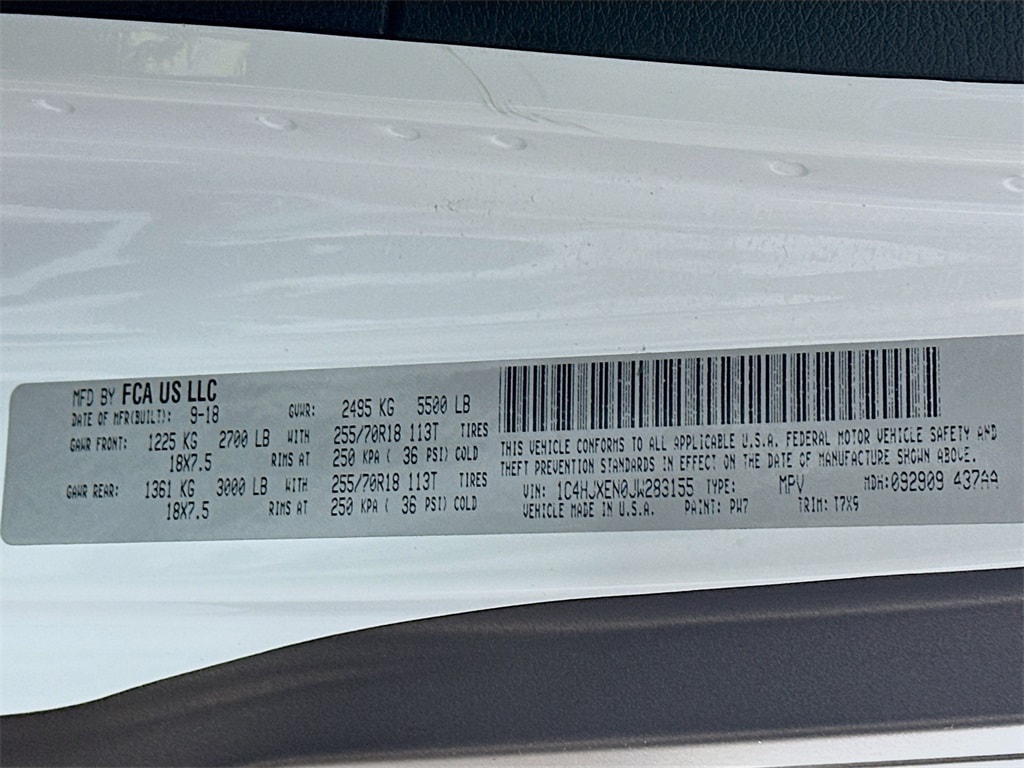 MFD BY FCA US LLC
DATE OF MFR(BUILT): 9-18 GVWR: 2495 KG 5500 LB
GAWR FRONT: 1225 KG 2700 LB WITH 255/70R18 113T TIRES
18X7.5 RIMS AT 250 KPA ( 36 PSI) COLD
GAWR REAR: 1361 KG 3000 LB WITH 255/70R18 113T TIRES
18X7.5 RIMS AT 250 KPA ( 36 PSI) COLD
THIS VEHICLE CONFORMS TO ALL APPLICABLE U.S.A. FEDERAL MOTOR VEHICLE SAFETY AND
THEFT PREVENTION STANDARDS IN EFFECT ON THE DATE OF MANUFACTURE SHOWN ABOVE.
VIN: 1C4HJXEN0JW283155 TYPE: MPV MDH:092909 437AA
VEHICLE MADE IN U.S.A. PAINT: PW7 TRIM: T7X9